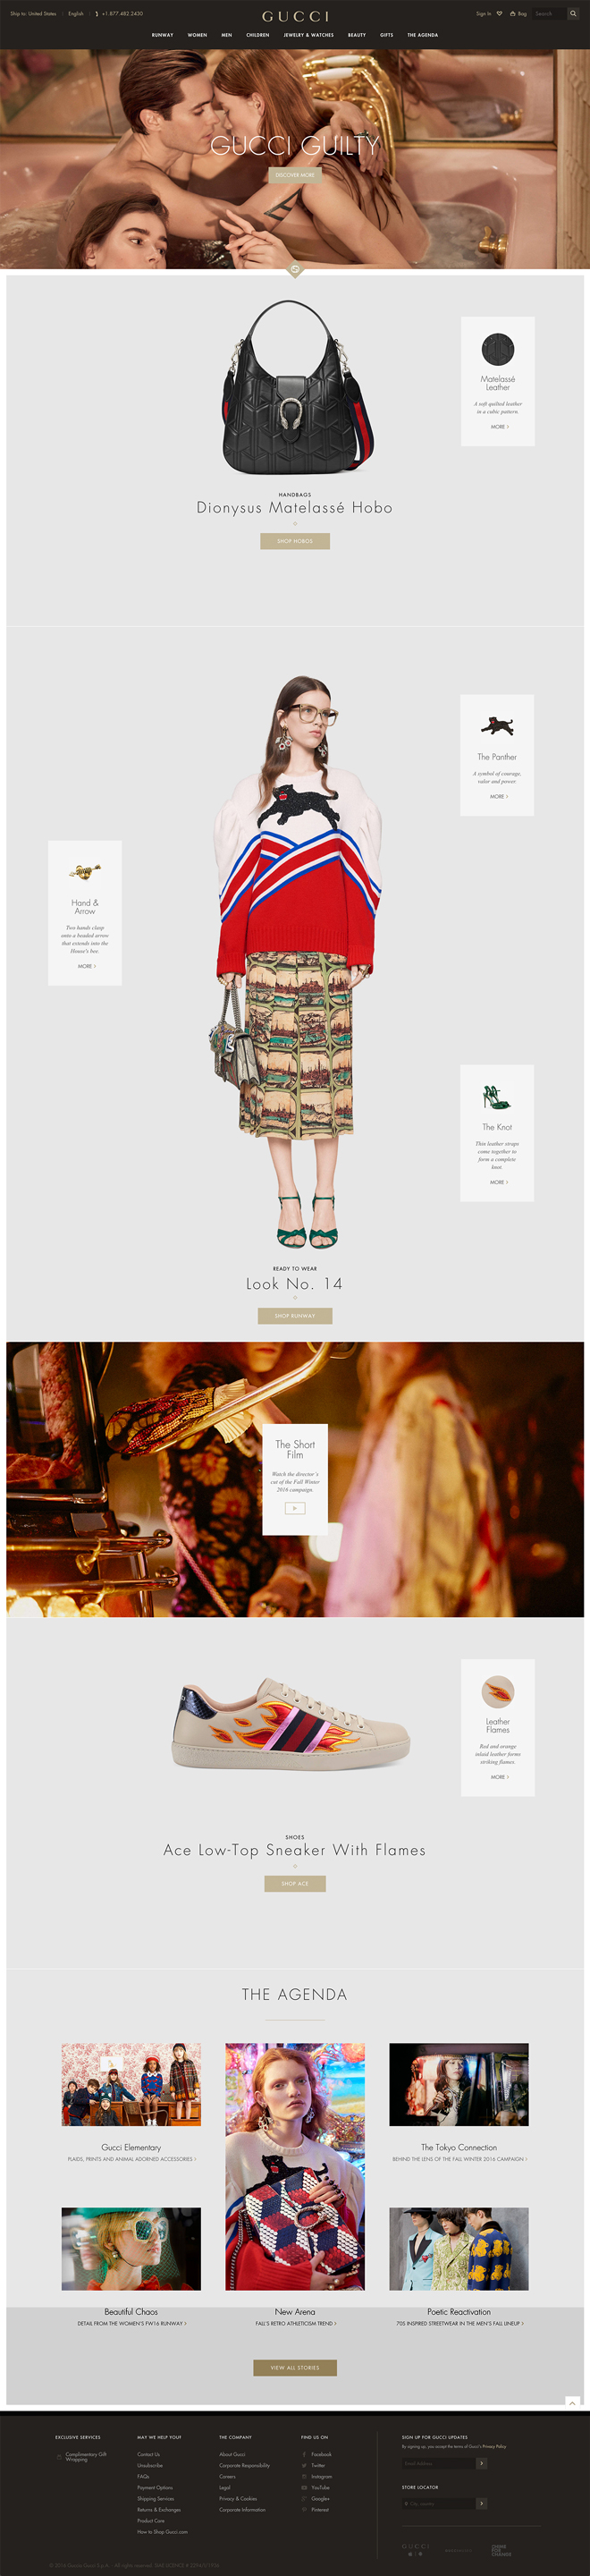 Ship to: United States
English
+1.877.482.2430
GUCCI
Sign In
Bag
Search
RUNWAY
WOMEN
MEN
CHILDREN
JEWELRY & WATCHES
BEAUTY
GIFTS
THE AGENDA
GUCCI GUILTY
DISCOVER MORE
Matelassé
Leather
A soft quilted leather
in a cubic pattern.
MORE >
HANDBAGS
Dionysus Matelassé Hobo
SHOP HOBOS
The Panther
A symbol of courage,
valor and power.
MORE >
Hand &
Arrow
Two hands clasp
onto a beaded arrow
that extends into the
House's bee.
MORE >
The Knot
Thin leather straps
come together to
form a complete
knot.
MORE >
READY TO WEAR
Look No. 14
SHOP RUNWAY
The Short
Film
Watch the director's
cut of the Fall Winter
2016 campaign.
Leather
Flames
Red and orange
inlaid leather forms
striking flames.
MORE >
SHOES
Ace Low-Top Sneaker With Flames
SHOP ACE
THE AGENDA
Gucci Elementary
PLAIDS, PRINTS AND ANIMAL ADORNED ACCESSORIES >
The Tokyo Connection
BEHIND THE LENS OF THE FALL WINTER 2016 CAMPAIGN >
Beautiful Chaos
DETAIL FROM THE WOMEN'S FW16 RUNWAY >
New Arena
FALL'S RETRO ATHLETICISM TREND >
Poetic Reactivation
70S INSPIRED STREETWEAR IN THE MEN'S FALL LINEUP >
VIEW ALL STORIES
EXCLUSIVE SERVICES
Complimentary Gift
Wrapping
MAY WE HELP YOU?
Contact Us
Unsubscribe
FAQs
Payment Options
Shipping Services
Returns & Exchanges
Product Care
How to Shop Gucci.com
THE COMPANY
About Gucci
Corporate Responsibility
Careers
Legal
Privacy & Cookies
Corporate Information
FIND US ON
Facebook
Twitter
Instagram
YouTube
Google+
Pinterest
SIGN UP FOR GUCCI UPDATES
By signing up, you accept the terms of Gucci's Privacy Policy
Email Address
STORE LOCATOR
City, country
GUCCI
CHIME
FOR
CHANGE